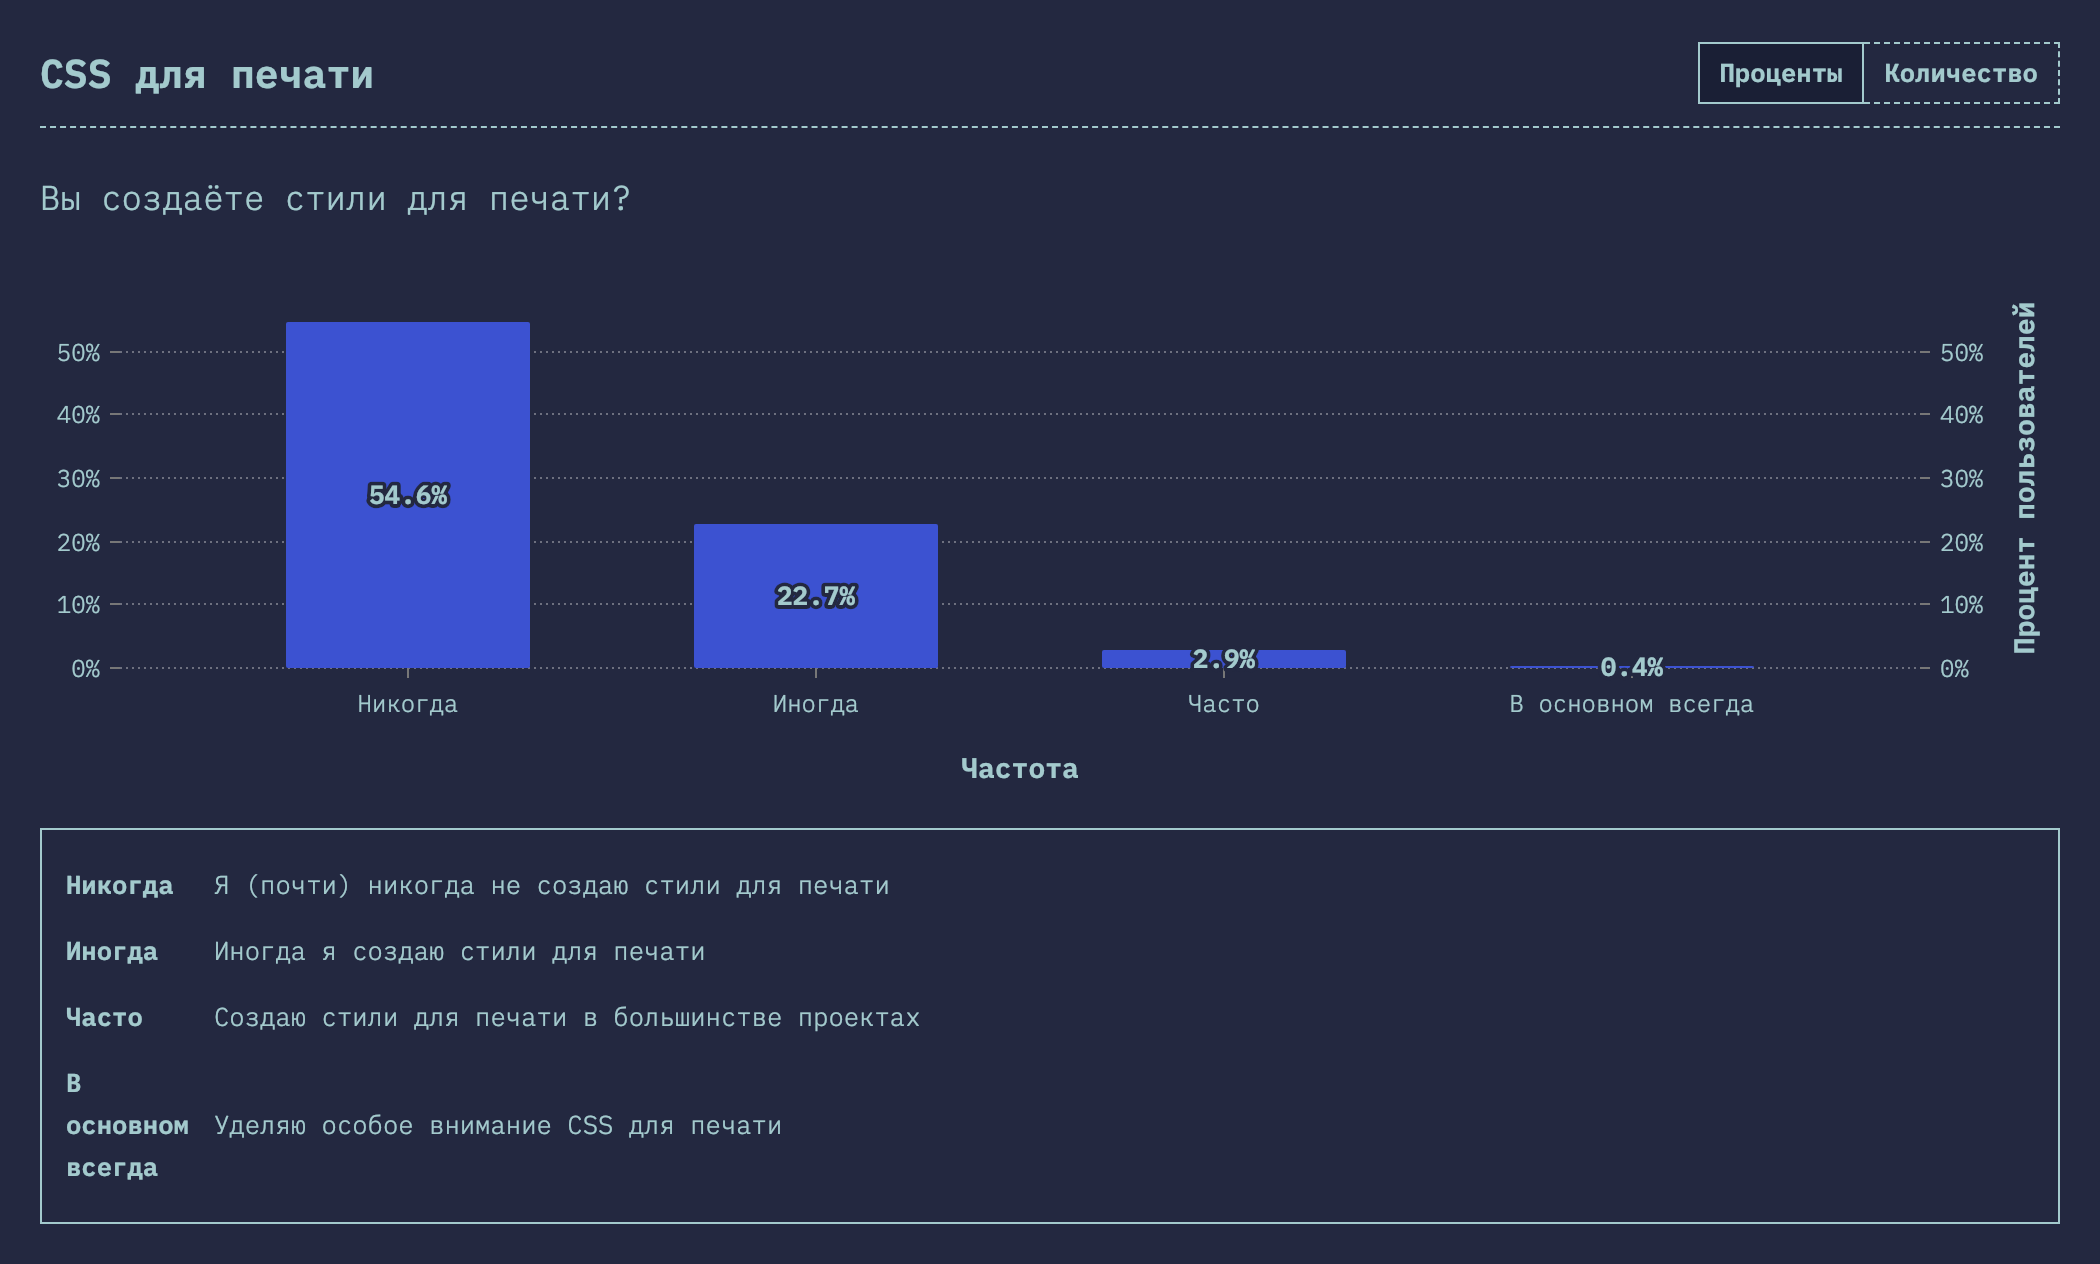 CSS для печати
Проценты
Количество
Вы создаёте стили для печати?
50%
40%
30%
20%
10%
0%
54.6%
22.7%
2.9%
0.4%
50%
40%
30%
20%
10%
0%
Процент пользователей
Никогда
Иногда
Часто
В основном всегда
Частота
Никогда Я (почти) никогда не создаю стили для печати
Иногда Иногда я создаю стили для печати
Часто Создаю стили для печати в большинстве проектах
В
основном Уделяю особое внимание CSS для печати
всегда